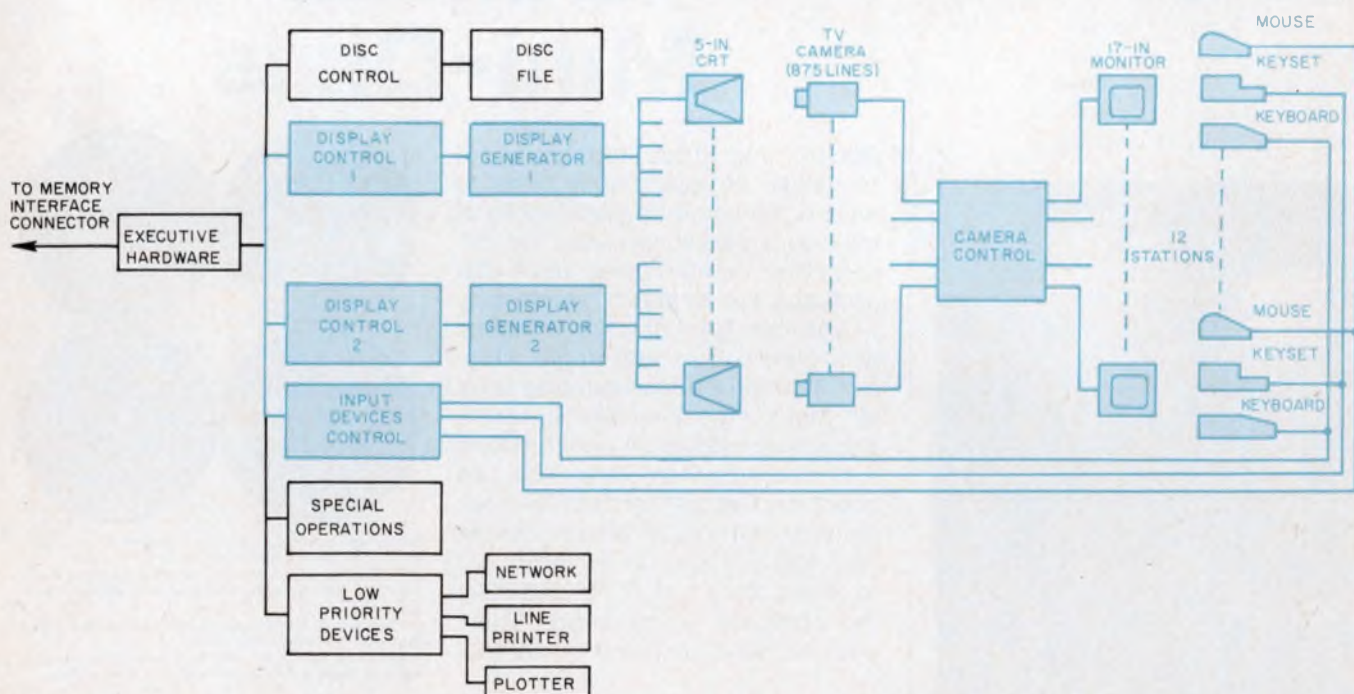 MOUSE
DISC
CONTROL
DISC
FILE
5-IN.
CRT
TV
CAMERA
(875 LINES)
17-IN
MONITOR
KEYSET
KEYBOARD
DISPLAY
CONTROL
1
DISPLAY
GENERATOR
1
TO MEMORY
INTERFACE
CONNECTOR
EXECUTIVE
HARDWARE
CAMERA
CONTROL
12
STATIONS
DISPLAY
CONTROL
2
DISPLAY
GENERATOR
2
MOUSE
KEYSET
KEYBOARD
INPUT
DEVICES
CONTROL
SPECIAL
OPERATIONS
LOW
PRIORITY
DEVICES
NETWORK
LINE
PRINTER
PLOTTER